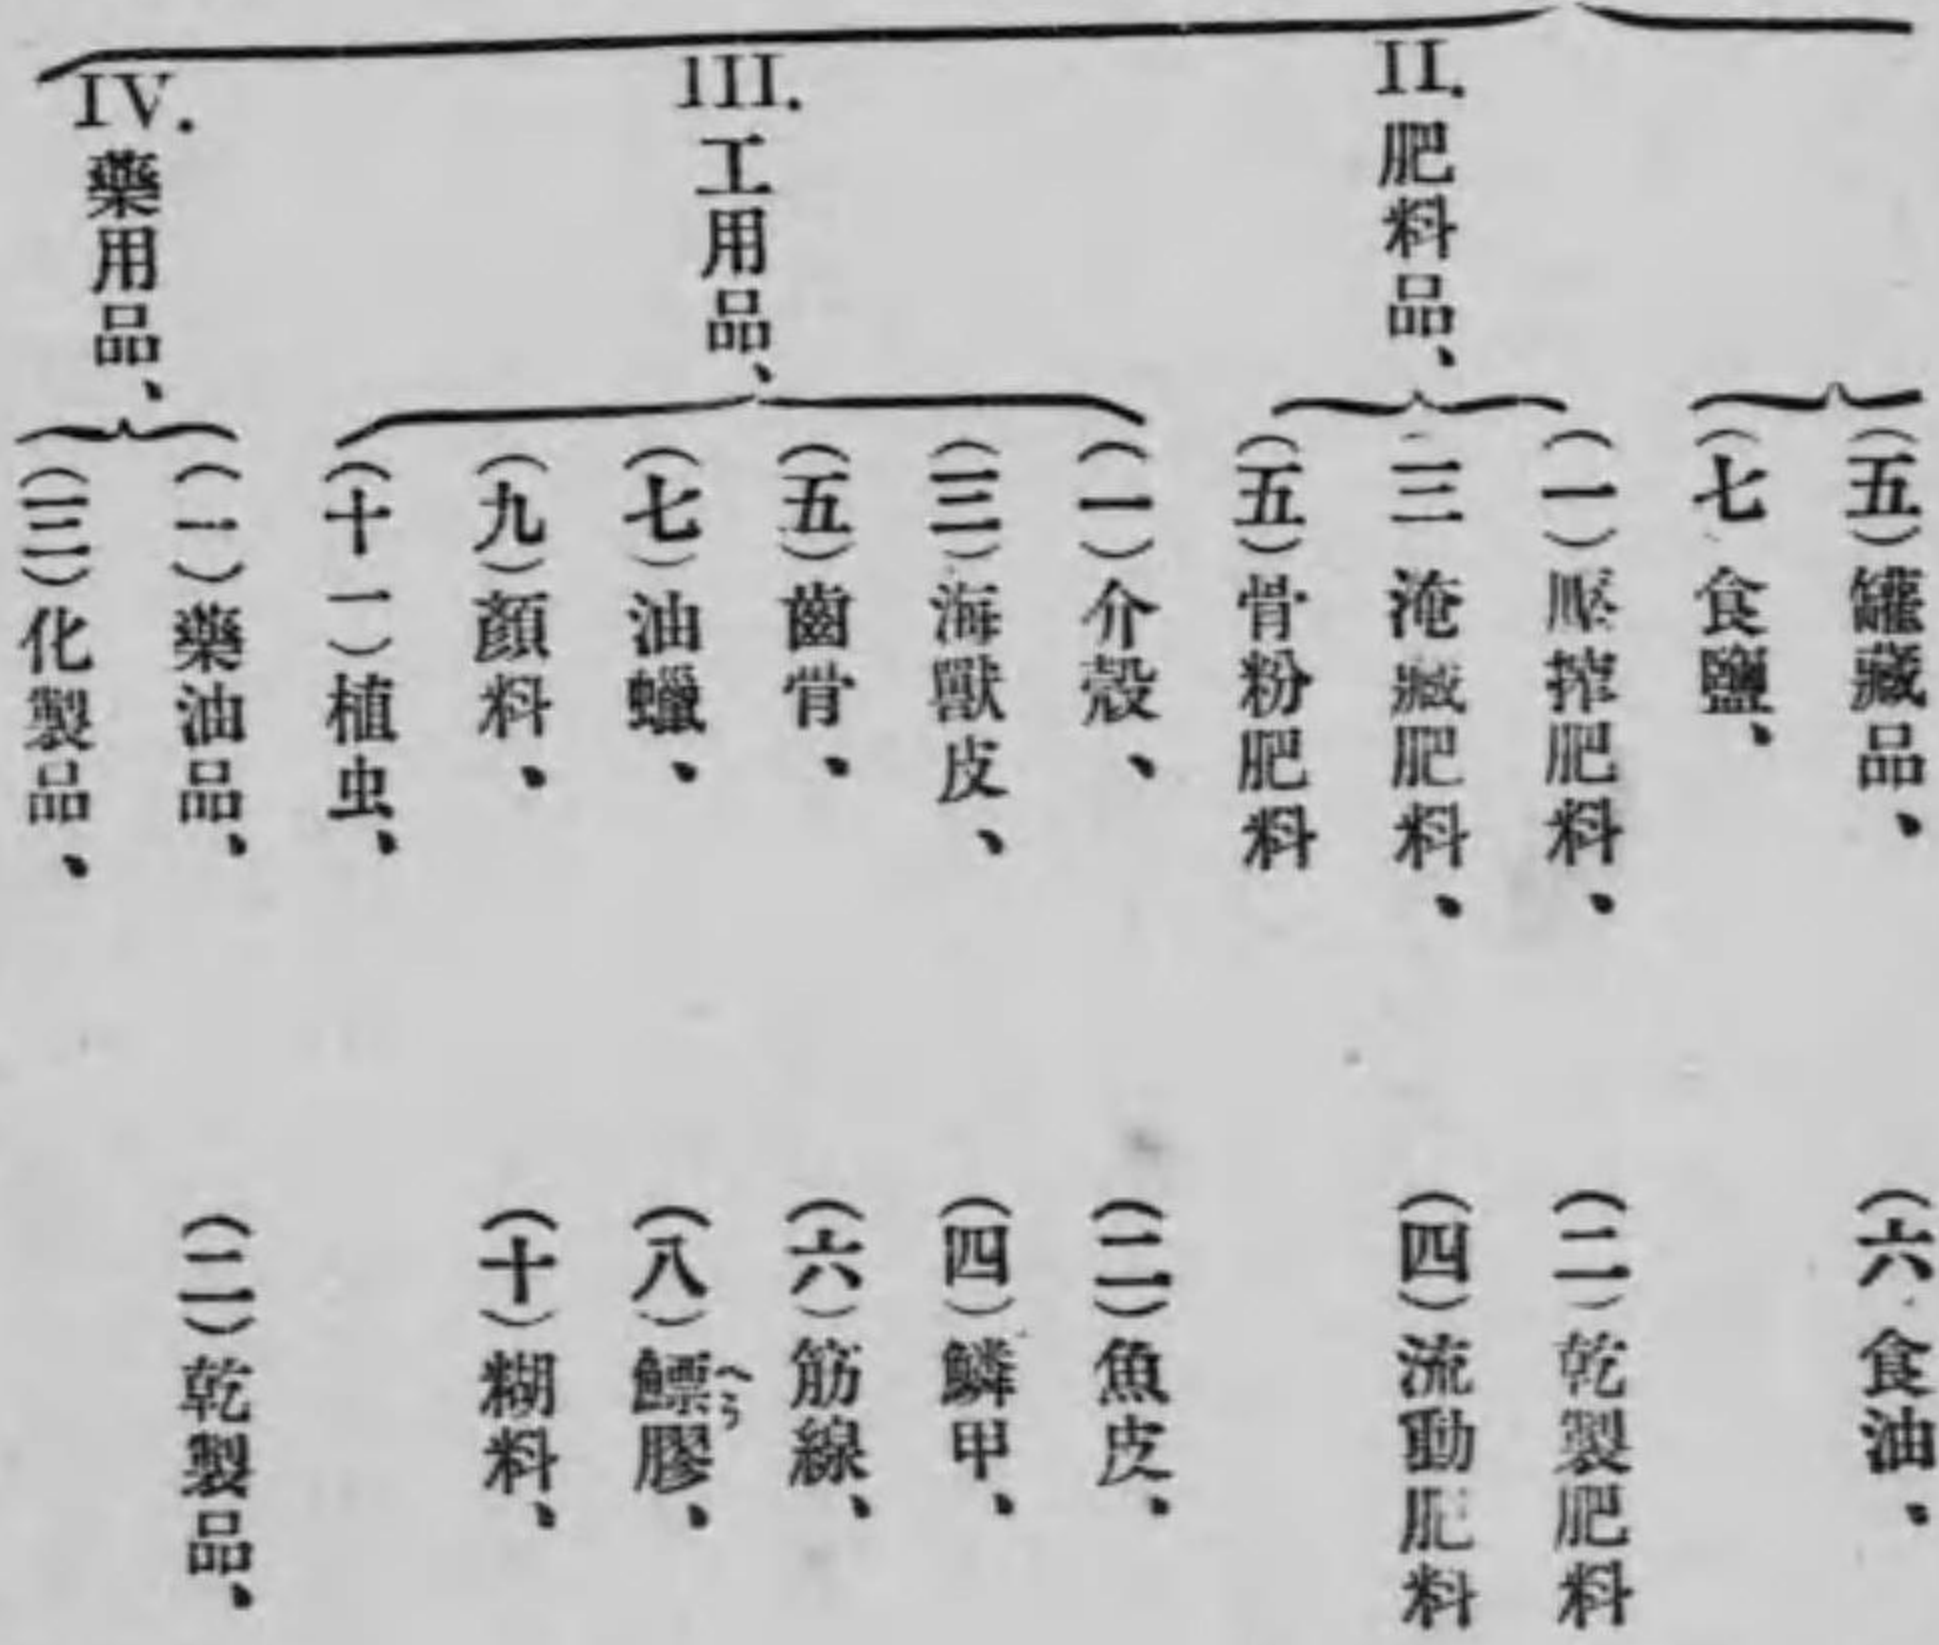 (五)罐藏品、
(六 食油、
(七 食鹽、
II.肥料品、
(一)壓搾肥料、
(二)乾製肥料
三 淹藏肥料、
(四)流動肥料
(五)骨粉肥料
III.工用品、
(一)介殼、
(二)魚皮、
(三)海獸皮、
(四)鱗甲、
(五)齒骨、
(六)筋線、
(七)油蠟、
(八)鰾膠、
へう
(九)顏料、
(十)糊料、
(十一)植虫、
IV.藥用品、
(一)藥油品、
(二)乾製品、
(三)化製品、